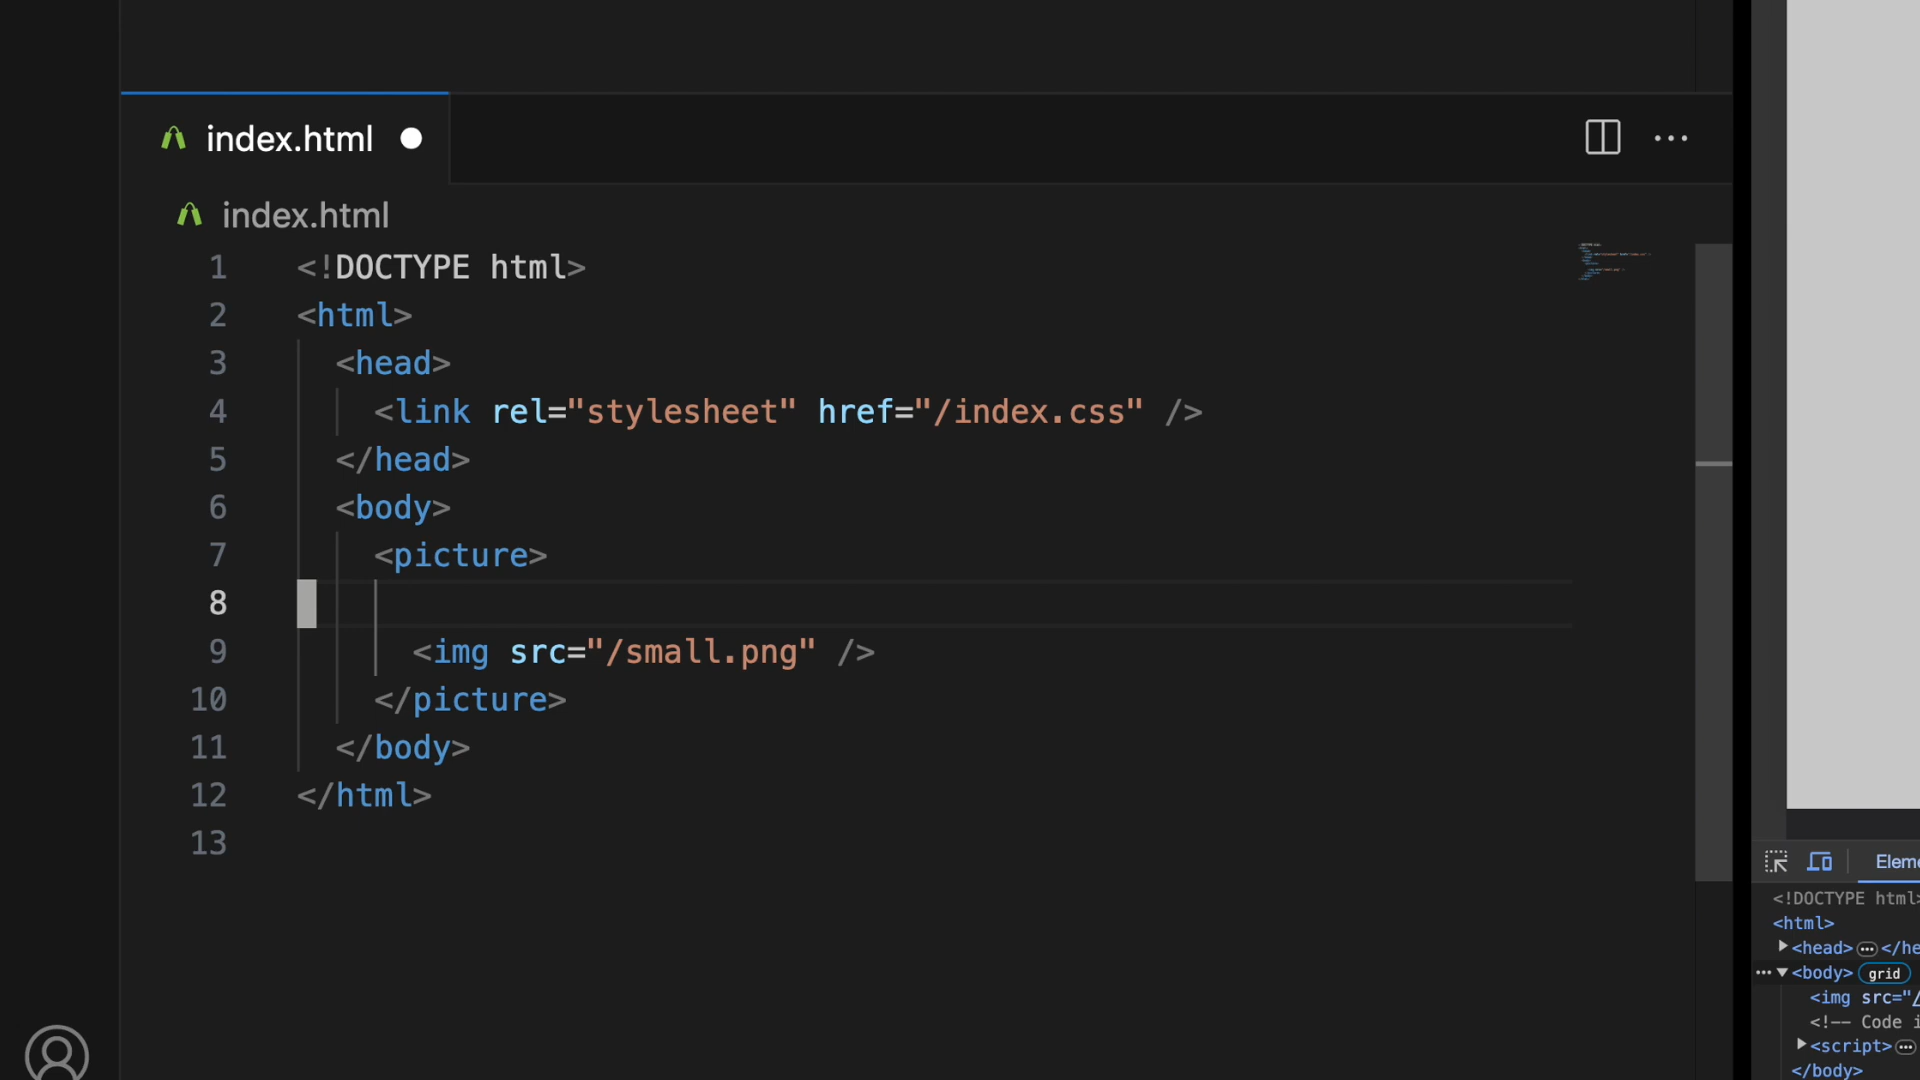 index.html
index.html
1 <!DOCTYPE html>
2 <html>
3 <head>
4 <link rel="stylesheet" href="/index.css" />
5 </head>
6 <body>
7 <picture>
8
9 <img src="/small.png" />
10 </picture>
11 </body>
12 </html>
13
<!DOCTYPE html>
<html>
<head> </he
<body> grid
<img src="/
<!-- Code i
<script>
</body>